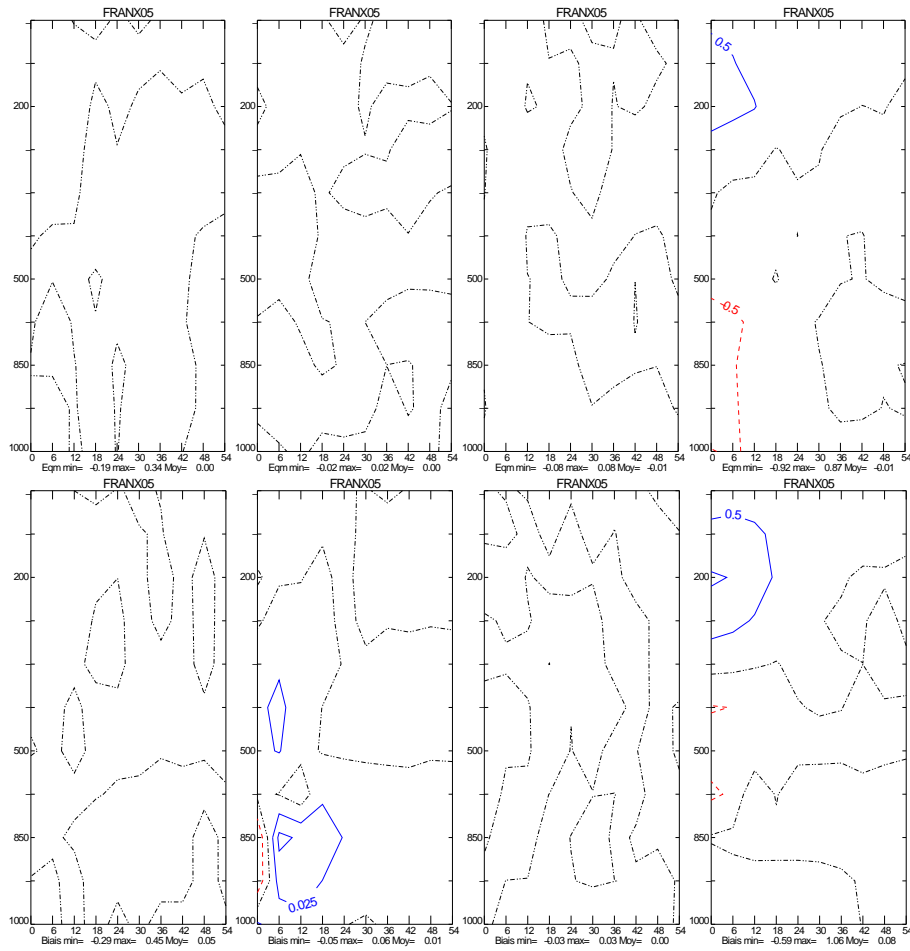 FRANX05 FRANX05 FRANX05 FRANX05
0.5
200 200 200 200
500 500 500 500
-0.5
850 850 850 850
1000 1000 1000 1000
0 6 12 18 24 30 36 42 48 54 0 6 12 18 24 30 36 42 48 54 0 6 12 18 24 30 36 42 48 54 0 6 12 18 24 30 36 42 48 54
Eqm min= -0.19 max= 0.34 Moy= 0.00 Eqm min= -0.02 max= 0.02 Moy= 0.00 Eqm min= -0.08 max= 0.08 Moy= -0.01 Eqm min= -0.92 max= 0.87 Moy= -0.01
FRANX05 FRANX05 FRANX05 FRANX05
0.5
200 200 200 200
500 500 500 500
850 850 850 850
0.025
1000 1000 1000 1000
0 6 12 18 24 30 36 42 48 54 0 6 12 18 24 30 36 42 48 54 0 6 12 18 24 30 36 42 48 54 0 6 12 18 24 30 36 42 48 54
Biais min= -0.29 max= 0.45 Moy= 0.05 Biais min= -0.05 max= 0.06 Moy= 0.01 Biais min= -0.03 max= 0.03 Moy= 0.00 Biais min= -0.59 max= 1.06 Moy= 0.08